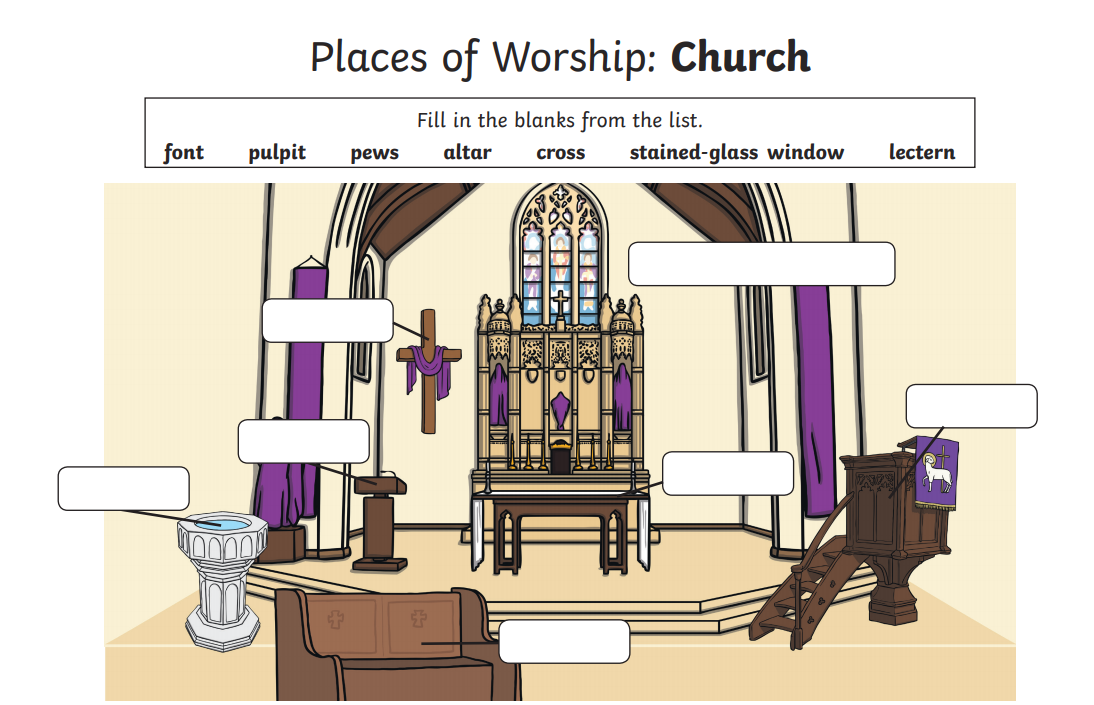 Places of Worship: Church
Fill in the blanks from the list.
font pulpit pews altar cross stained-glass window lectern